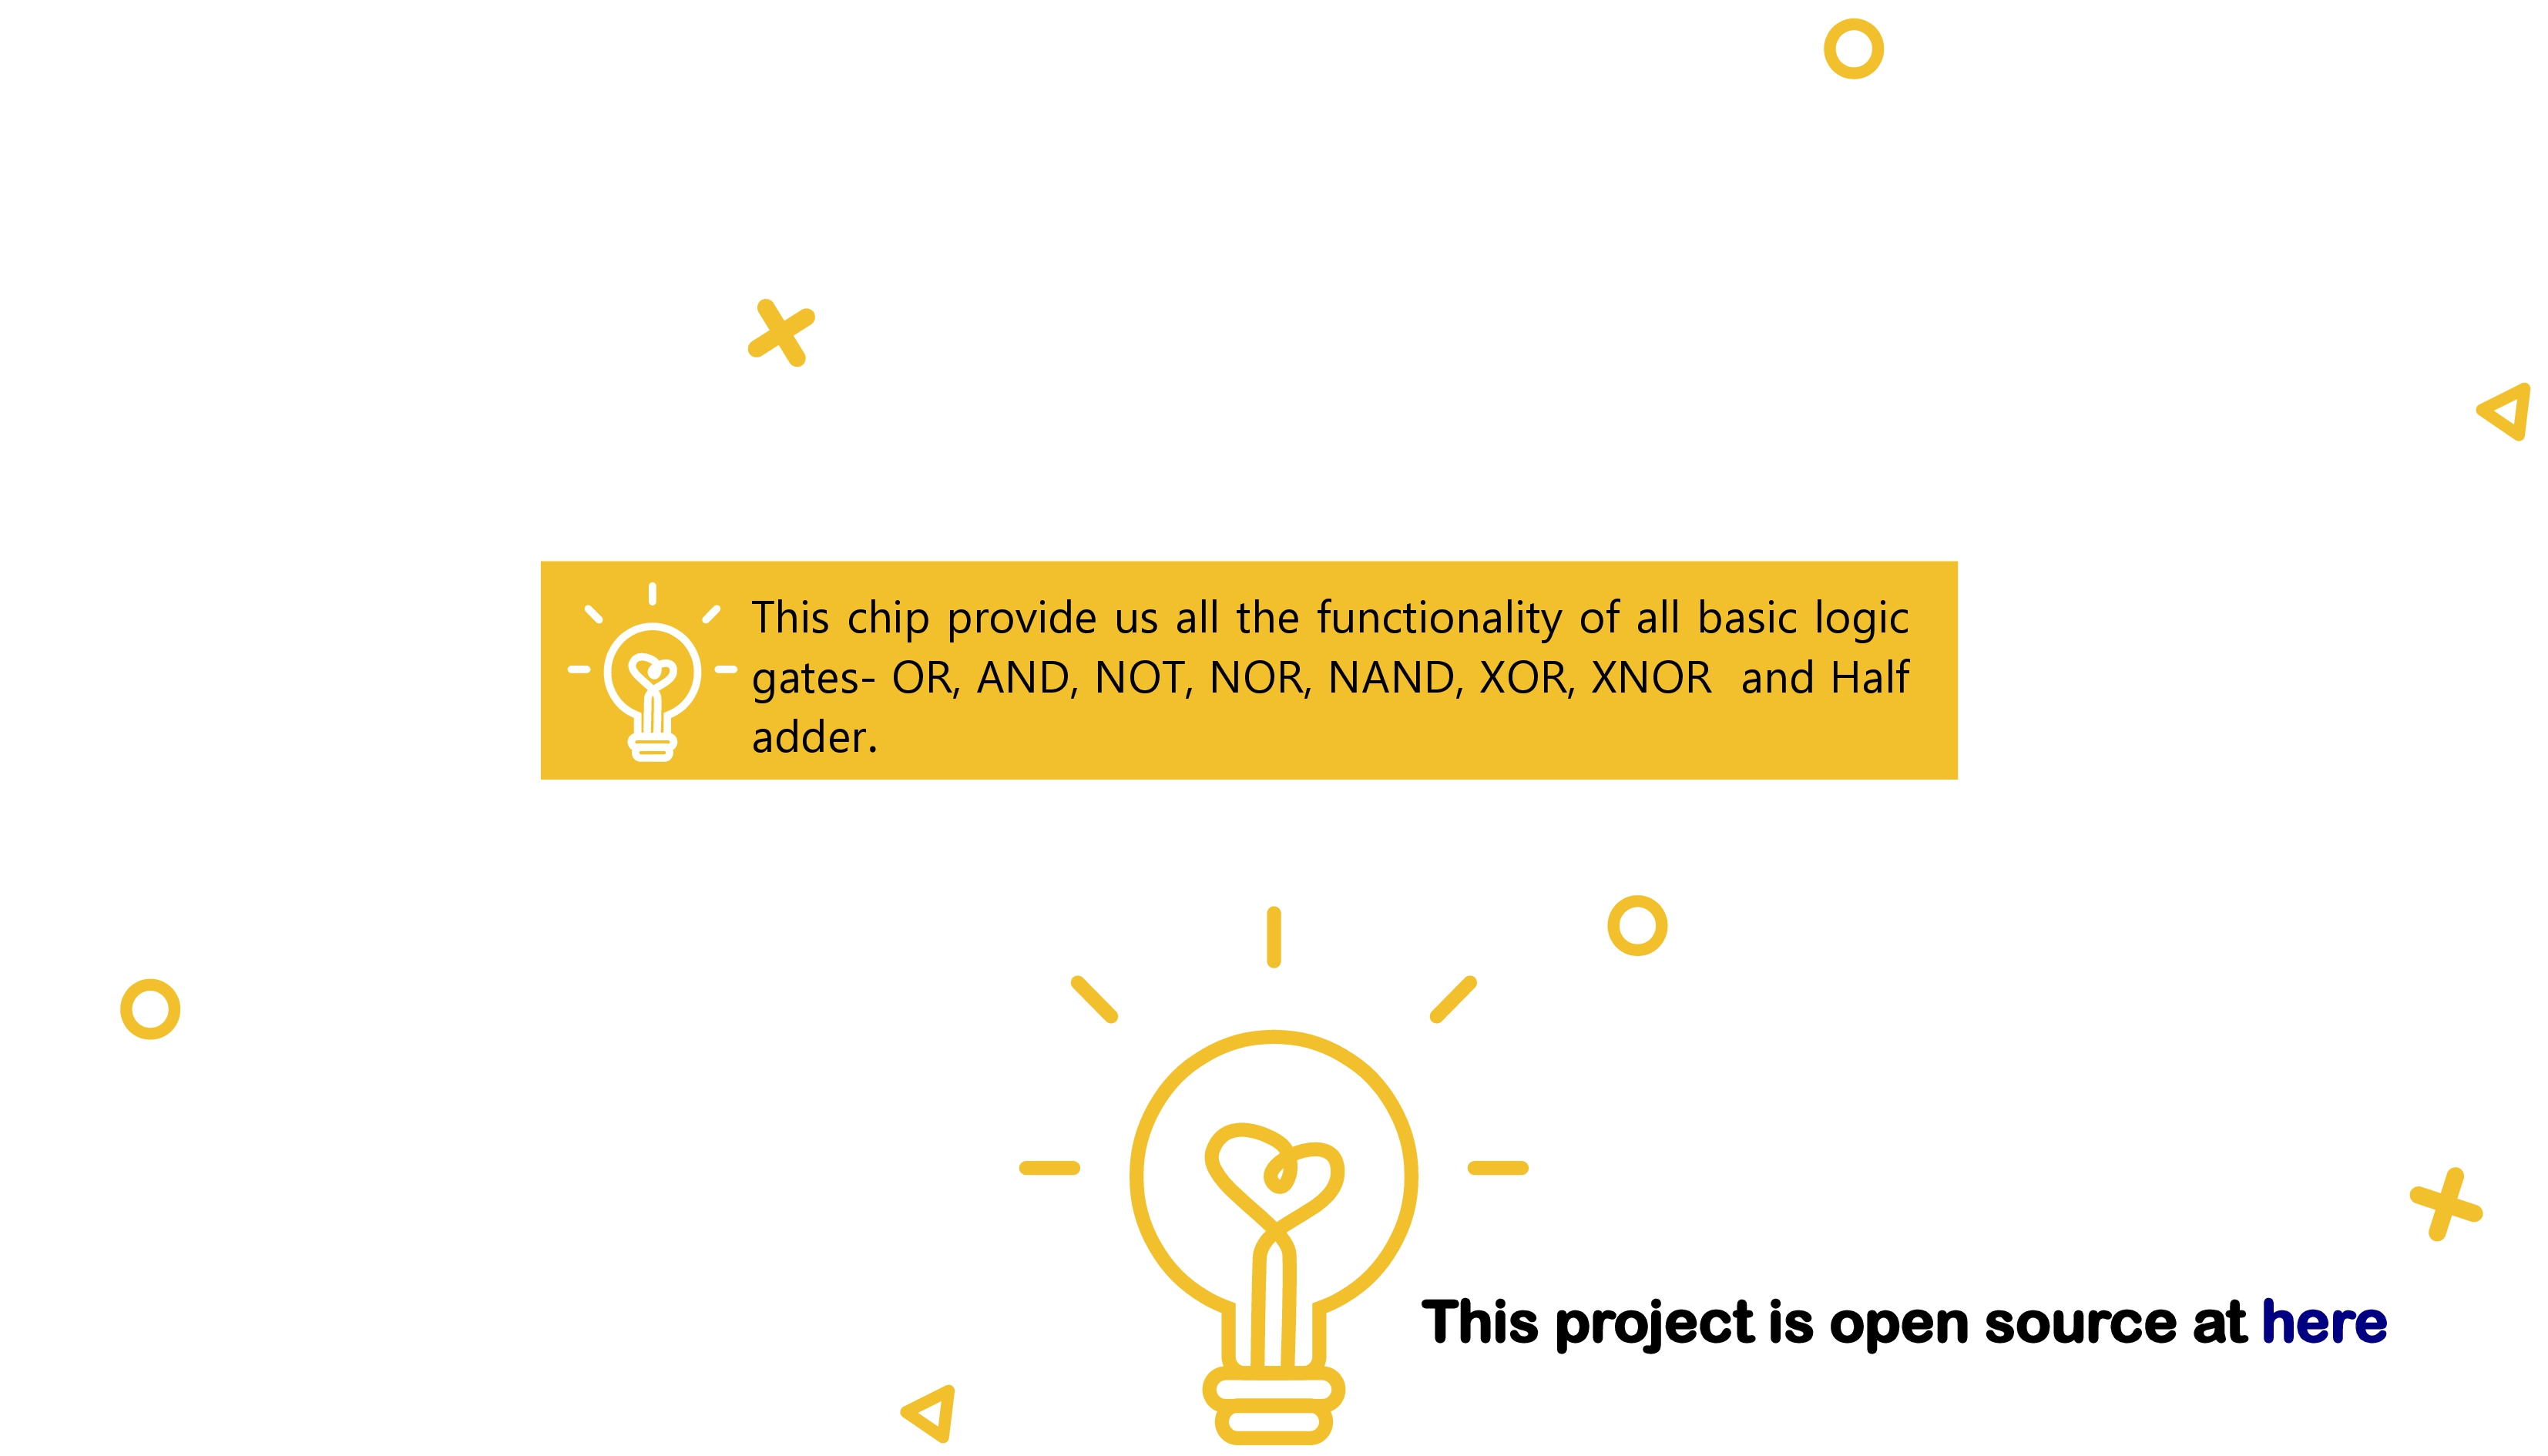 This chip provide us all the functionality of all basic logic
gates- OR, AND, NOT, NOR, NAND, XOR, XNOR  and Half
adder.
This project is open source at here